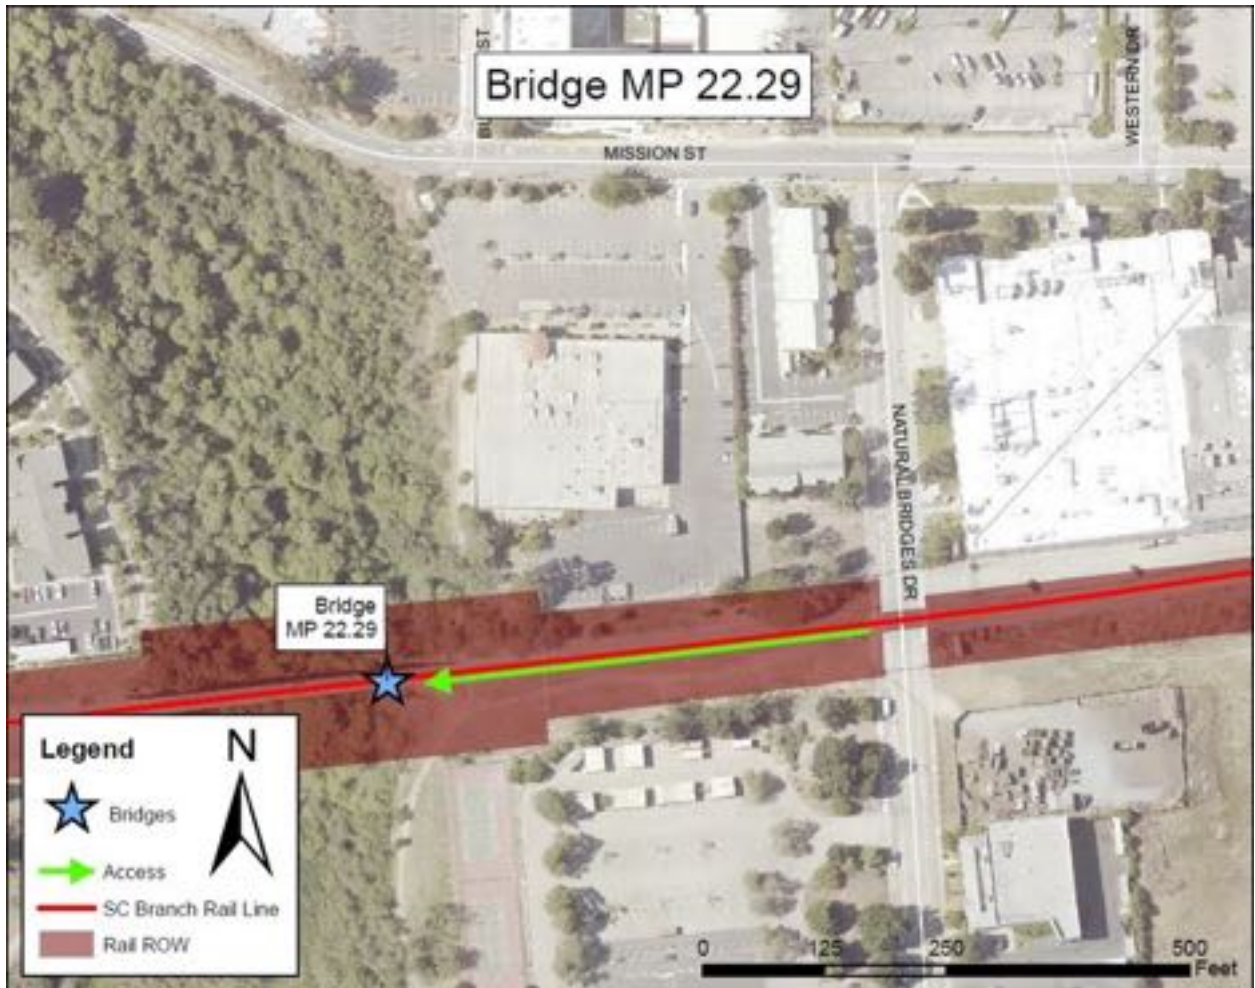 Bridge MP 22.29
WESTERN DR
MISSION ST
NATURAL BRIDGES DR
Bridge
MP 22.29
Legend
N
Bridges
Access
SC Branch Rail Line
Rail ROW
0 125 250 500
Feet